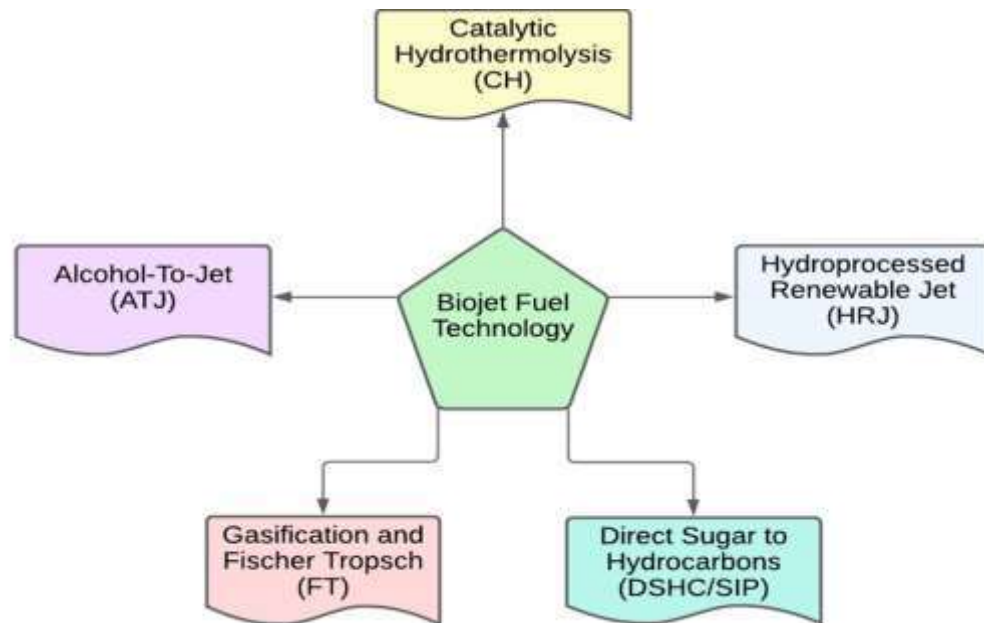 Catalytic
Hydrothermolysis
(CH)
Alcohol-To-Jet
(ATJ)
Biojet Fuel
Technology
Hydroprocessed
Renewable Jet
(HRJ)
Gasification and
Fischer Tropsch
(FT)
Direct Sugar to
Hydrocarbons
(DSHC/SIP)